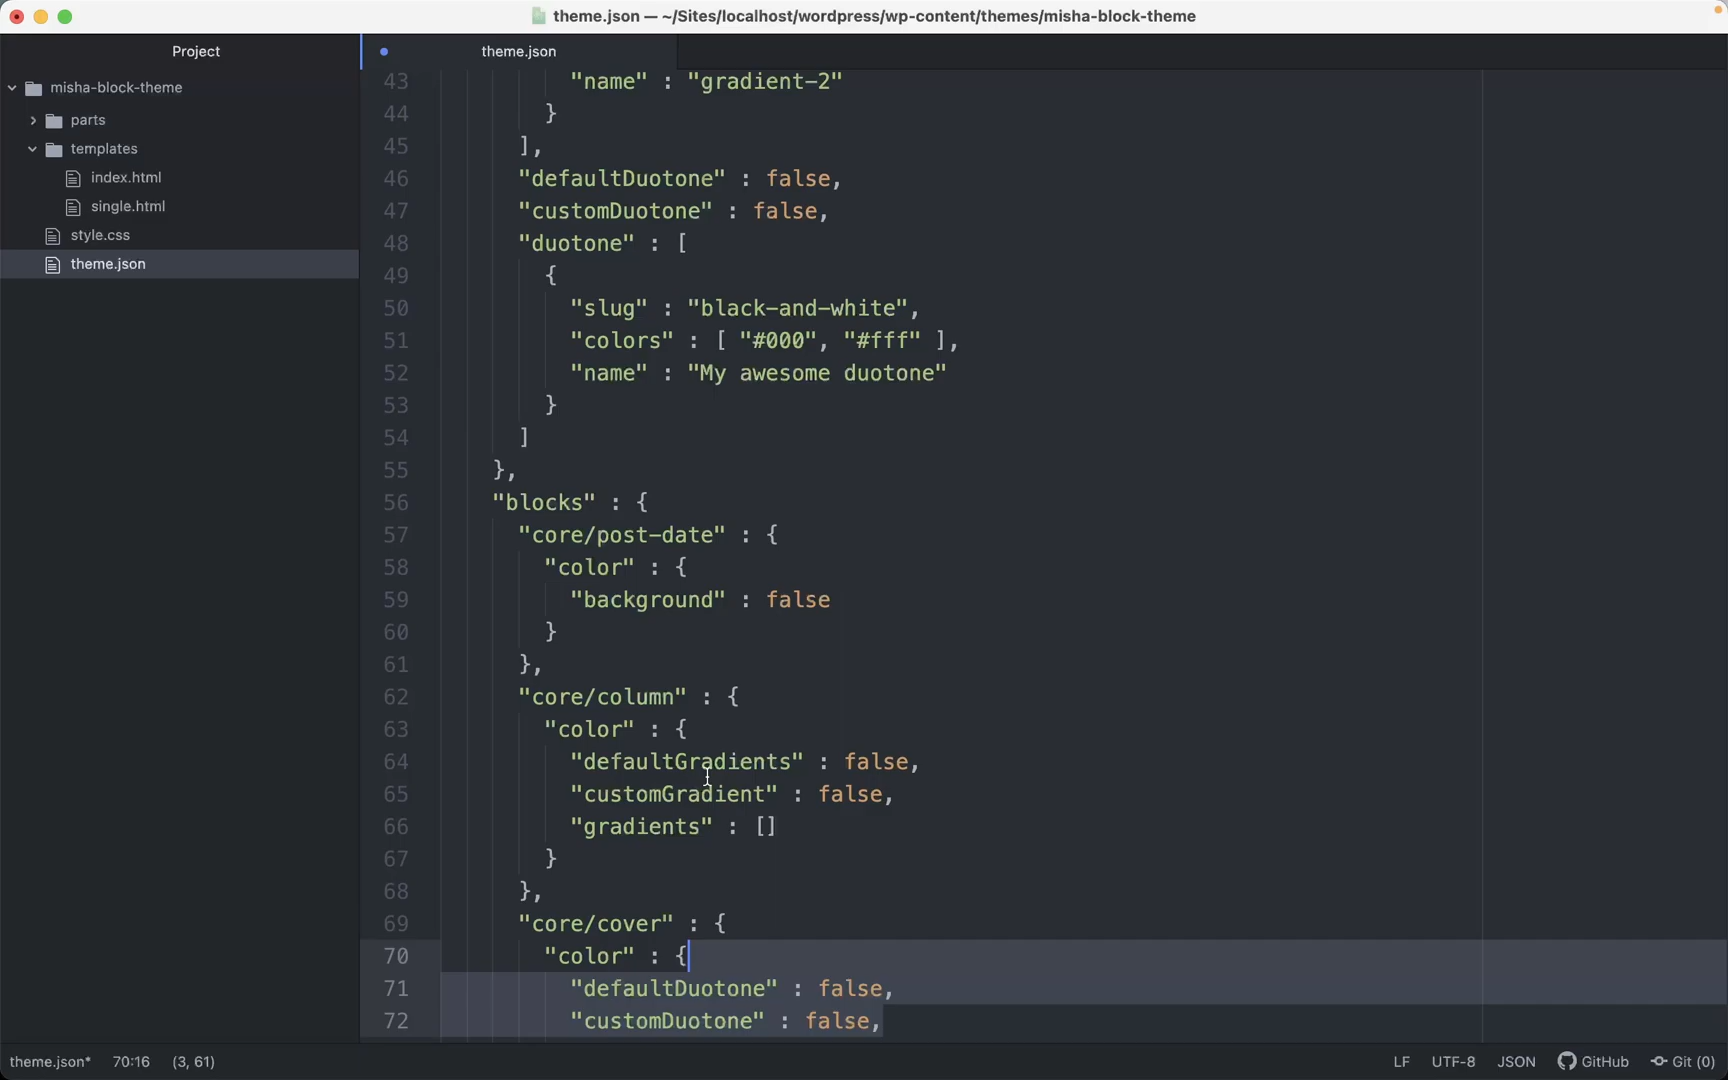 theme.json — ~/Sites/localhost/wordpress/wp-content/themes/misha-block-theme
Project
theme.json
misha-block-theme
parts
templates
index.html
single.html
style.css
theme.json
43 "name" : "gradient-2"
44 }
45 ],
46 "defaultDuotone" : false,
47 "customDuotone" : false,
48 "duotone" : [
49 {
50 "slug" : "black-and-white",
51 "colors" : [ "#000", "#fff" ],
52 "name" : "My awesome duotone"
53 }
54 ]
55 },
56 "blocks" : {
57 "core/post-date" : {
58 "color" : {
59 "background" : false
60 }
61 },
62 "core/column" : {
63 "color" : {
64 "defaultGradients" : false,
65 "customGradient" : false,
66 "gradients" : []
67 }
68 },
69 "core/cover" : {
70 "color" : {
71 "defaultDuotone" : false,
72 "customDuotone" : false,
theme.json* 70:16 (3, 61) LF UTF-8 JSON GitHub Git (0)